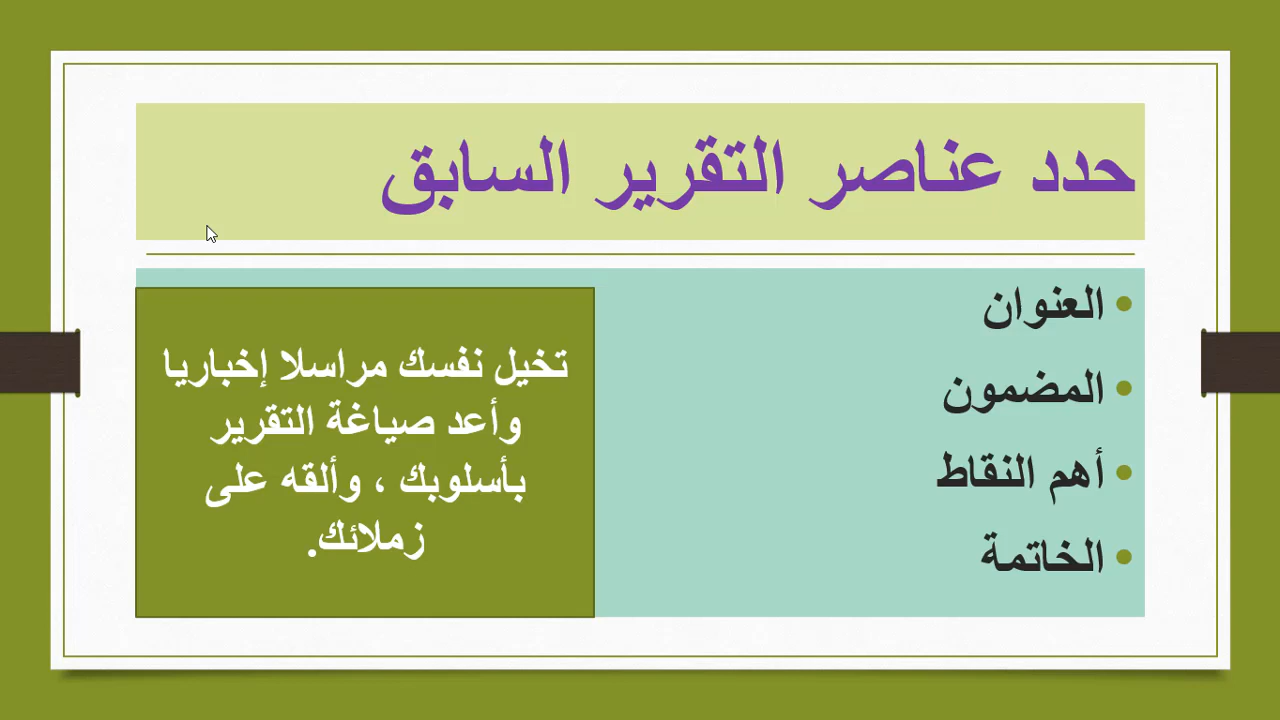 حدد عناصر التقرير السابق
• العنوان
• المضمون
• أهم النقاط
• الخاتمة
تخيل نفسك مراسلا إخباريا
وأعد صياغة التقرير
بأسلوبك ، وألقه على
زملائك.